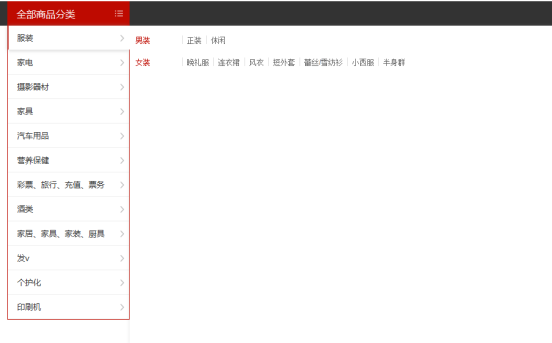 全部商品分类
服装
男装 正装 休闲
女装 晚礼服 连衣裙 风衣 短外套 蕾丝/雪纺衫 小西服 半身群
家电
摄影器材
家具
汽车用品
营养保健
彩票、旅行、充值、票务
酒类
家居、家具、家装、厨具
发v
个护化
印刷机